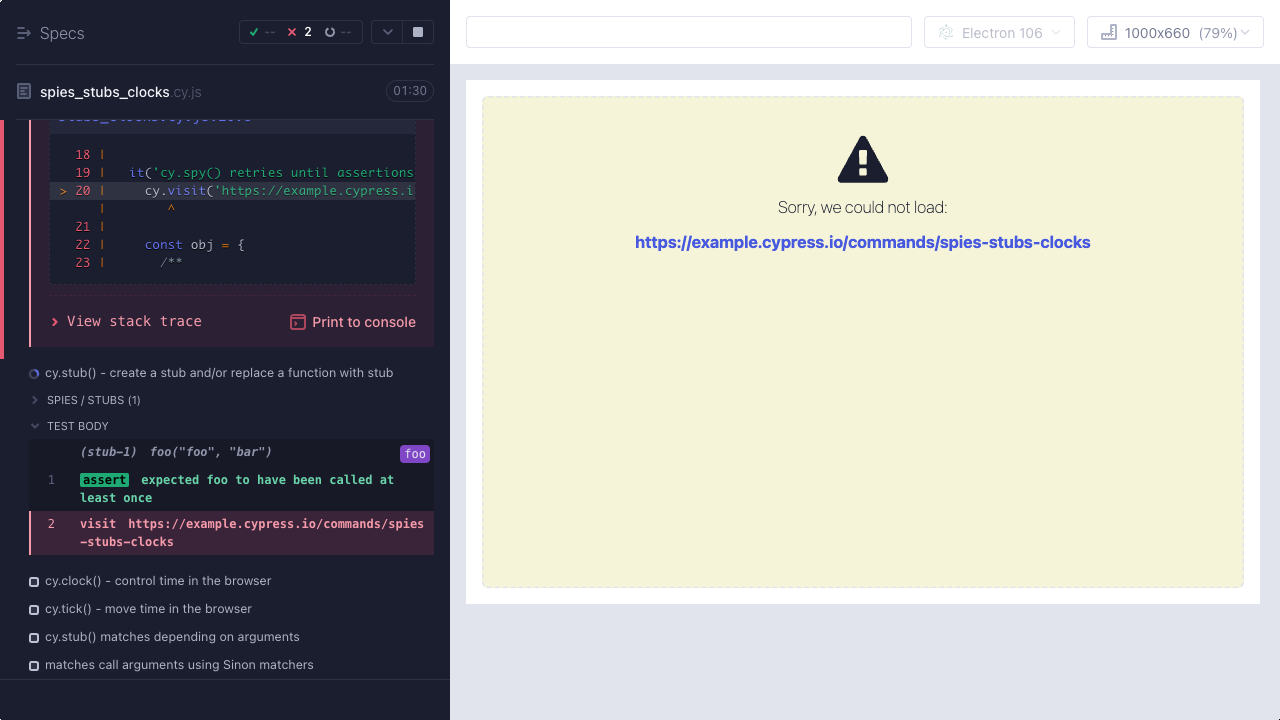 Specs
-- 2 --
spies_stubs_clocks.cy.js
01:30
18 |
19 | it('cy.spy() retries until assertions
> 20 | cy.visit('https://example.cypress.i
| ^
21 |
22 | const obj = {
23 | /**
View stack trace
Print to console
cy.stub() - create a stub and/or replace a function with stub
SPIES / STUBS (1)
TEST BODY
(stub-1) foo("foo", "bar")
foo
1 assert expected foo to have been called at
least once
2 visit https://example.cypress.io/commands/spies
-stubs-clocks
cy.clock() - control time in the browser
cy.tick() - move time in the browser
cy.stub() matches depending on arguments
matches call arguments using Sinon matchers
Electron 106
1000x660 (79%)
Sorry, we could not load:
https://example.cypress.io/commands/spies-stubs-clocks